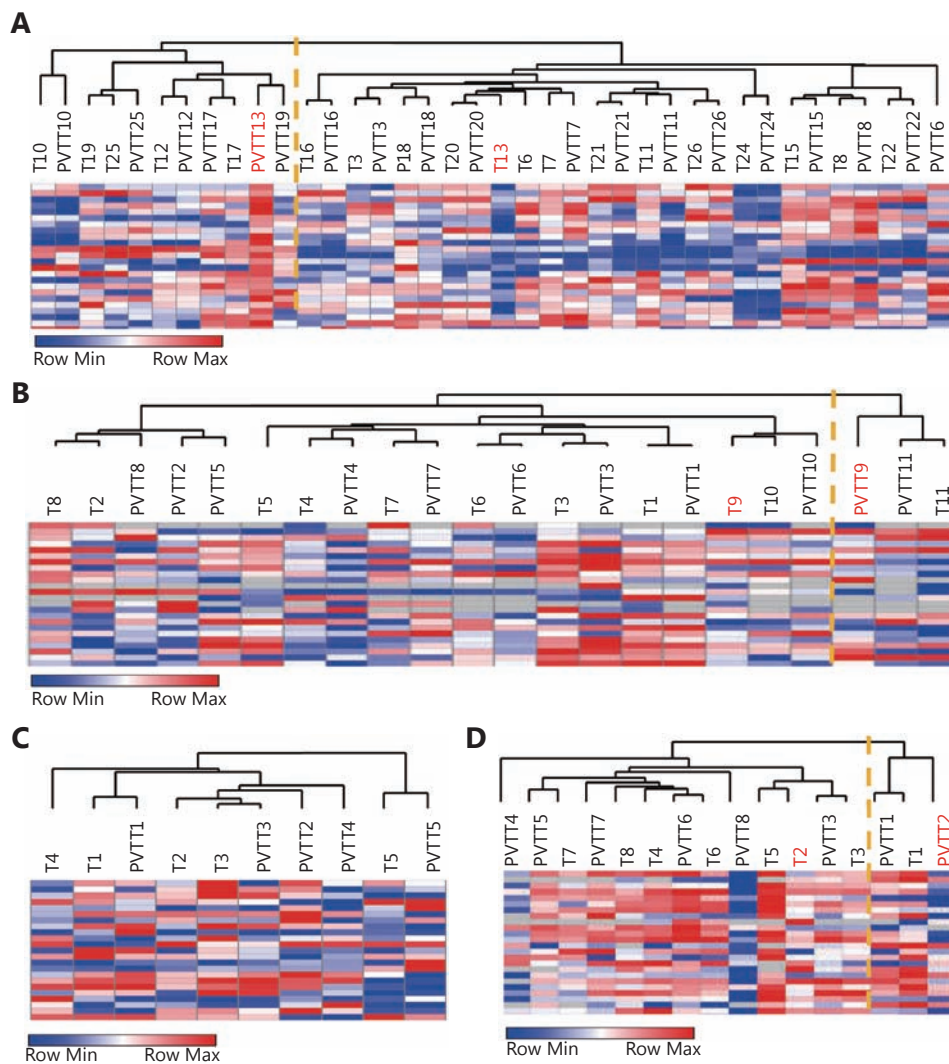 A
T10 PVTT10 T19 T25 PVTT25 T12 PVTT12 PVTT17 T17 PVTT13 PVTT19 T16 PVTT16 T3 PVTT3 P18 PVTT18 T20 PVTT20 T13 T6 T7 PVTT7 T21 PVTT21 T11 PVTT11 T26 PVTT26 T24 PVTT24 T15 PVTT15 T8 PVTT8 T22 PVTT22 PVTT6
Row Min Row Max
B
T8 T2 PVTT8 PVTT2 PVTT5 T5 T4 PVTT4 T7 PVTT7 T6 PVTT6 T3 PVTT3 T1 PVTT1 T9 T10 PVTT10 PVTT9 PVTT11 T11
Row Min Row Max
C
T4 T1 PVTT1 T2 T3 PVTT3 PVTT2 PVTT4 T5 PVTT5
Row Min Row Max
D
PVTT4 PVTT5 T7 PVTT7 T8 T4 PVTT6 T6 PVTT8 T5 T2 PVTT3 T3 PVTT1 T1 PVTT2
Row Min Row Max